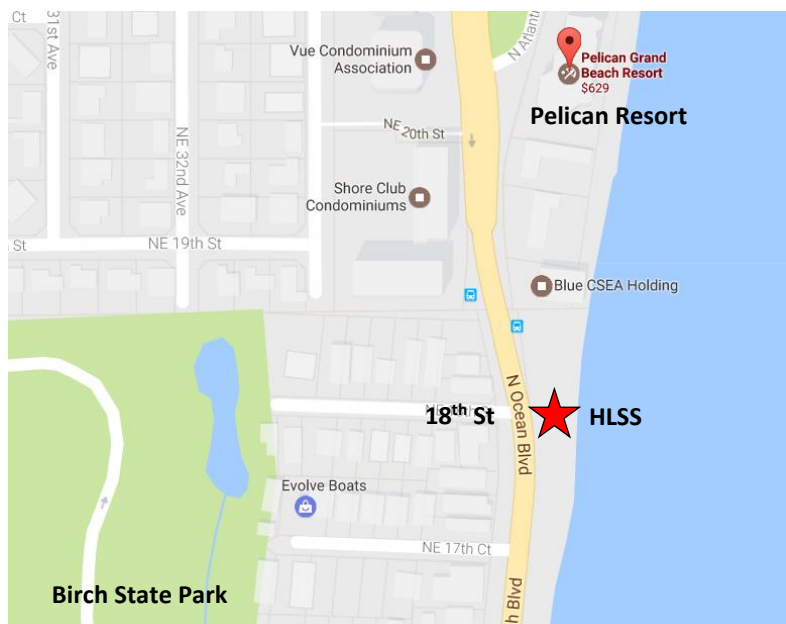 Ct
31st Ave
NE 32nd Ave
Vue Condominium
Association
N Atlanti
Pelican Grand
Beach Resort
$629
Pelican Resort
NE 20th St
Shore Club
Condominiums
St
NE 19th St
Blue CSEA Holding
N Ocean Blvd
18th St
HLSS
Evolve Boats
NE 17th Ct
h Blvd
Birch State Park